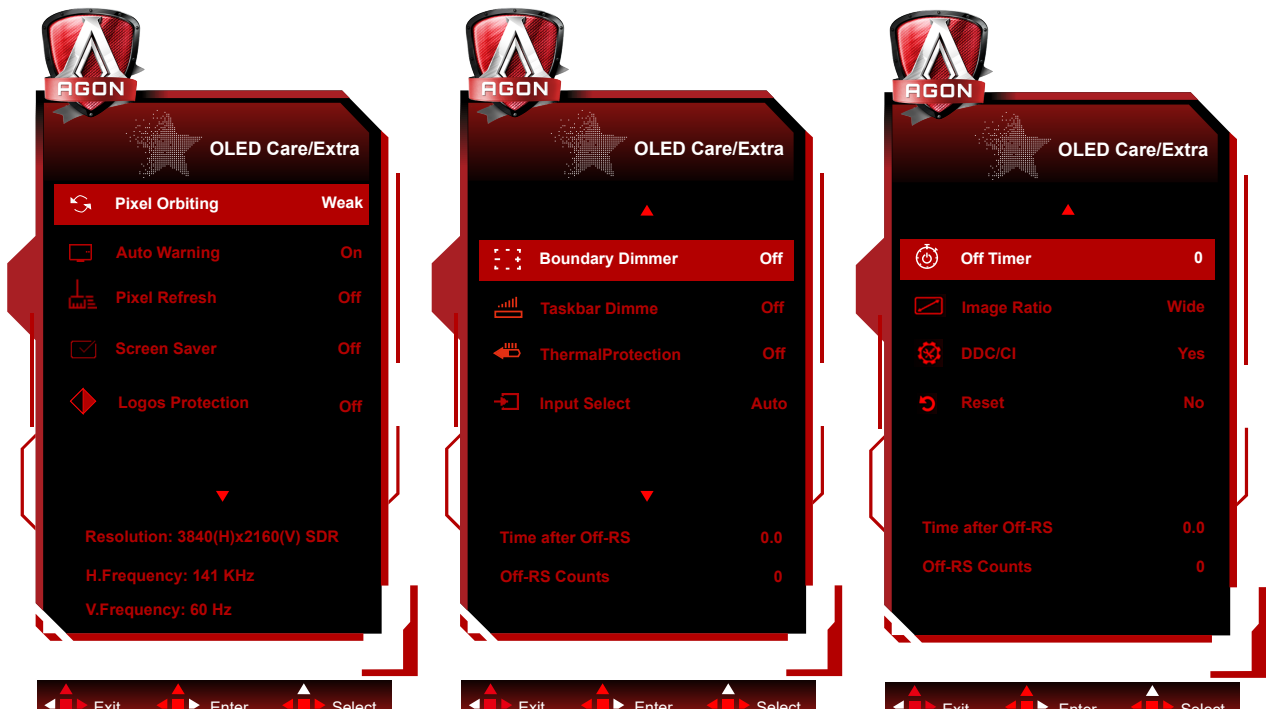 AGON
OLED Care/Extra
Pixel Orbiting Weak
Auto Warning On
Pixel Refresh Off
Screen Saver Off
Logos Protection Off
Resolution: 3840(H)x2160(V) SDR
H.Frequency: 141 KHz
V.Frequency: 60 Hz
Exit Enter Select
AGON
OLED Care/Extra
Boundary Dimmer Off
Taskbar Dimme Off
ThermalProtection Off
Input Select Auto
Time after Off-RS 0.0
Off-RS Counts 0
Exit Enter Select
AGON
OLED Care/Extra
Off Timer 0
Image Ratio Wide
DDC/CI Yes
Reset No
Time after Off-RS 0.0
Off-RS Counts 0
Exit Enter Select